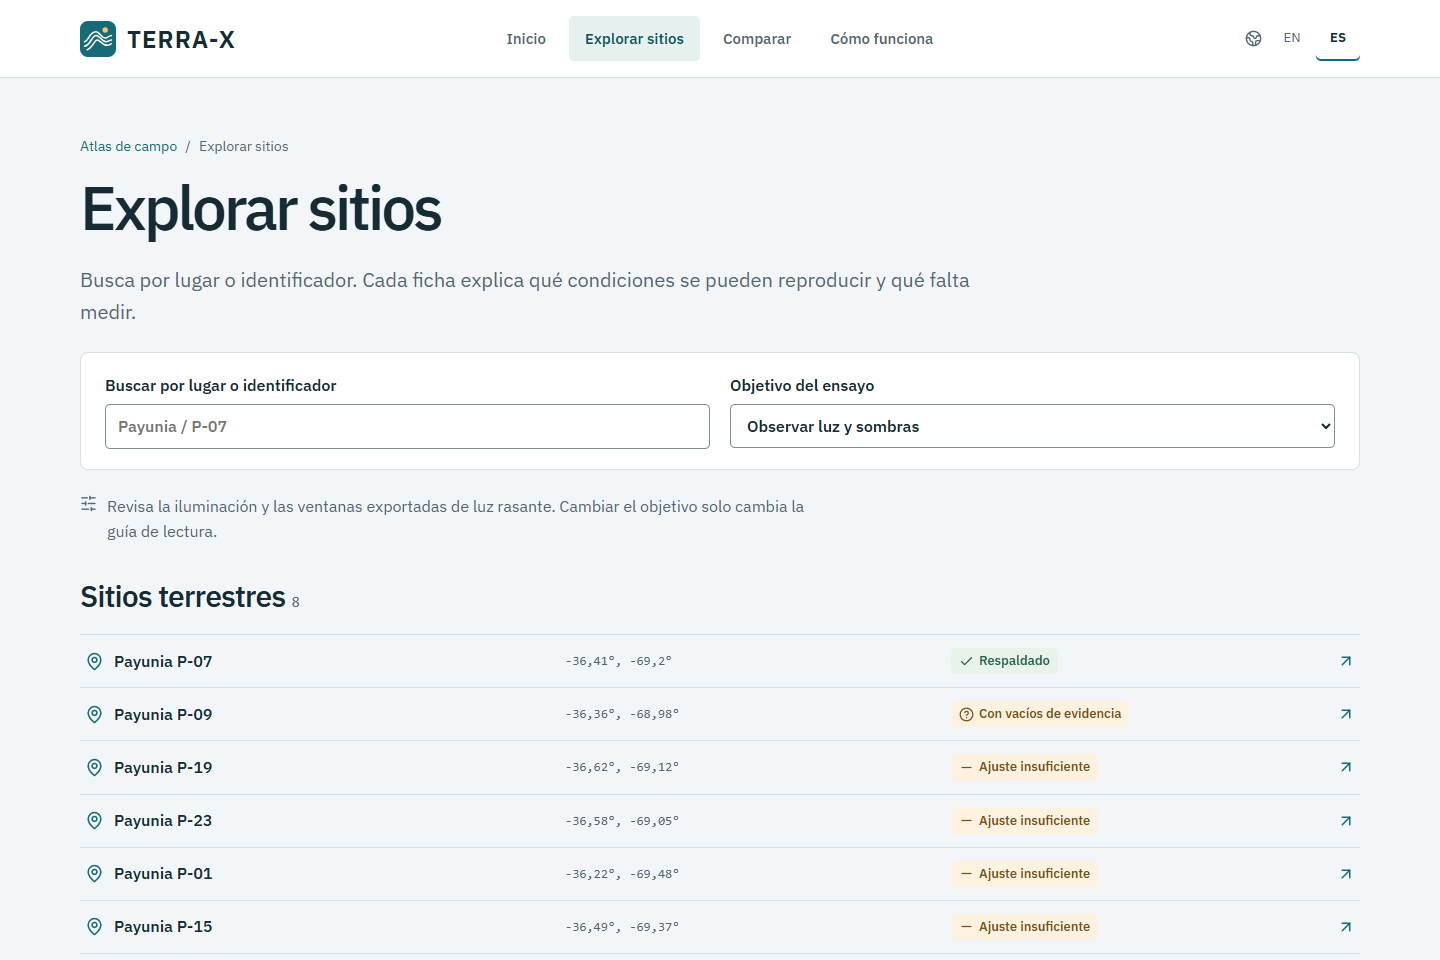 TERRA-X
Inicio
Explorar sitios
Comparar
Cómo funciona
EN
ES
Atlas de campo / Explorar sitios
Explorar sitios
Busca por lugar o identificador. Cada ficha explica qué condiciones se pueden reproducir y qué falta
medir.
Buscar por lugar o identificador
Objetivo del ensayo
Payunia / P-07
Observar luz y sombras
Revisa la iluminación y las ventanas exportadas de luz rasante. Cambiar el objetivo solo cambia la
guía de lectura.
Sitios terrestres 8
Payunia P-07 -36,41°, -69,2° Respaldado
Payunia P-09 -36,36°, -68,98° Con vacíos de evidencia
Payunia P-19 -36,62°, -69,12° Ajuste insuficiente
Payunia P-23 -36,58°, -69,05° Ajuste insuficiente
Payunia P-01 -36,22°, -69,48° Ajuste insuficiente
Payunia P-15 -36,49°, -69,37° Ajuste insuficiente